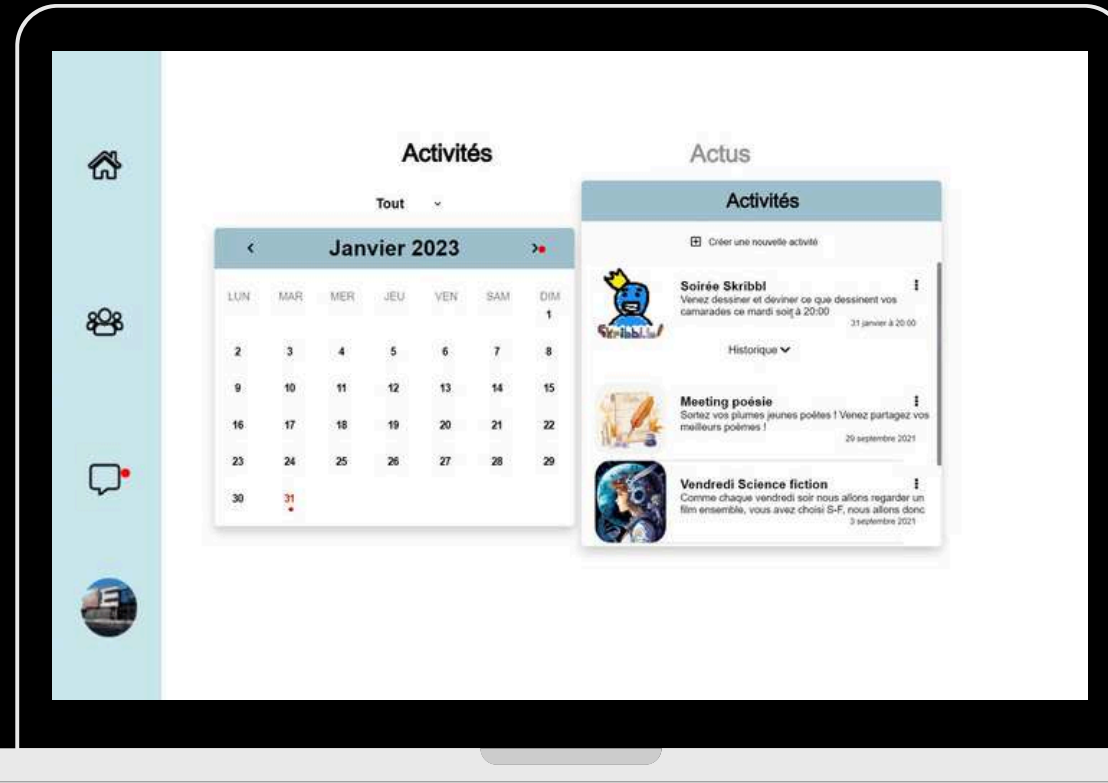 Activités
Actus
Tout
Janvier 2023
LUN MAR MER JEU VEN SAM DIM
1
2 3 4 5 6 7 8
9 10 11 12 13 14 15
16 17 18 19 20 21 22
23 24 25 26 27 28 29
30 31
Activités
Créer une nouvelle activité
Soirée Skribbl
Venez dessiner et deviner ce que dessinent vos
camarades ce mardi soir à 20:00
31 janvier à 20:00
Historique
Meeting poésie
Sortez vos plumes jeunes poètes ! Venez partagez vos
meilleurs poèmes !
29 septembre 2021
Vendredi Science fiction
Comme chaque vendredi soir nous allons regarder un
film ensemble, vous avez choisi S-F, nous allons donc
3 septembre 2021